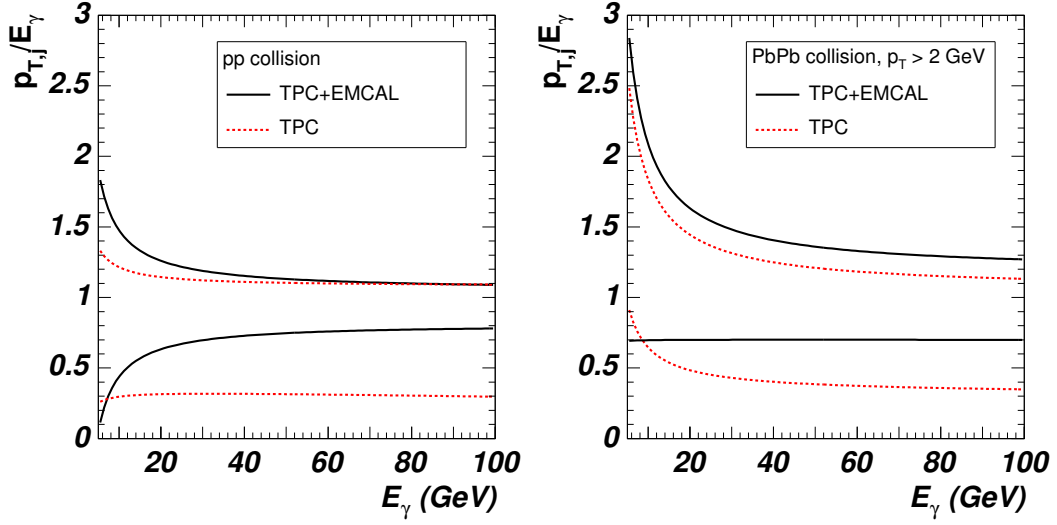 p_T,j/E_γ
3
2.5
2
1.5
1
0.5
0
pp collision
TPC+EMCAL
TPC
20 40 60 80 100
E_γ (GeV)
p_T,j/E_γ
3
2.5
2
1.5
1
0.5
0
PbPb collision, p_T > 2 GeV
TPC+EMCAL
TPC
20 40 60 80 100
E_γ (GeV)